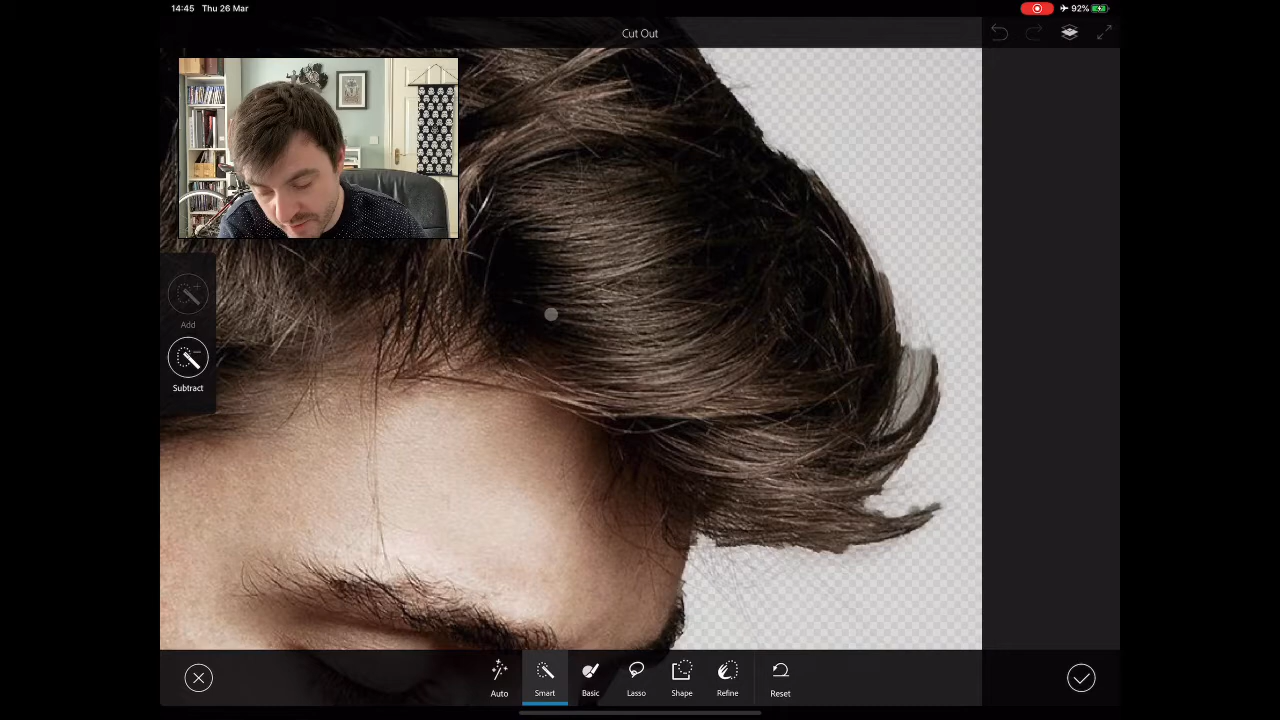 14:45 Thu 26 Mar
92%
Cut Out
Add
Subtract
Auto Smart Basic Lasso Shape Refine Reset